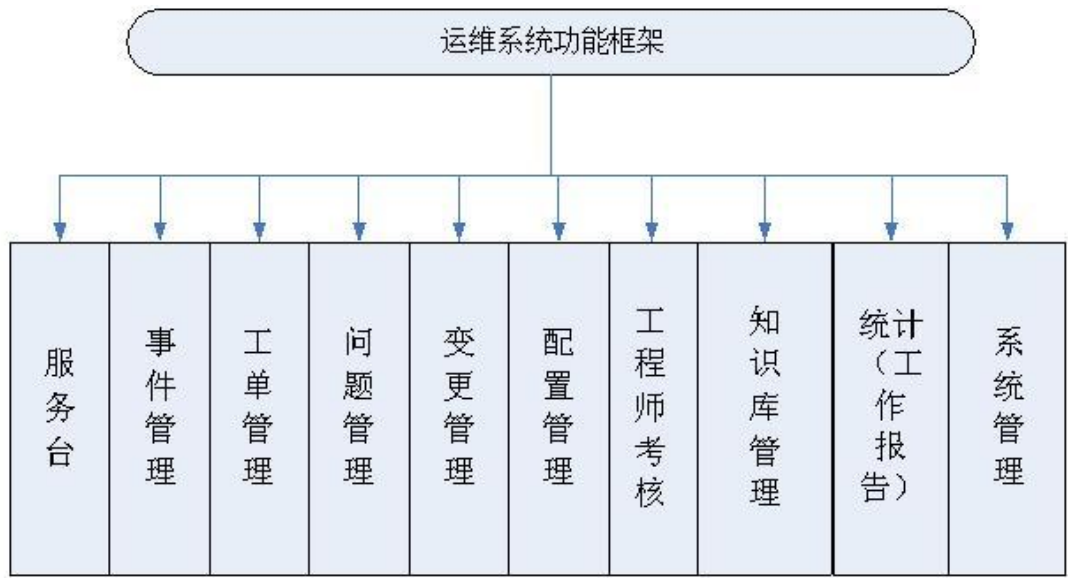 运维系统功能框架
服务台
事件管理
工单管理
问题管理
变更管理
配置管理
工程师考核
知识库管理
统计
（工
作
报
告）
系统管理